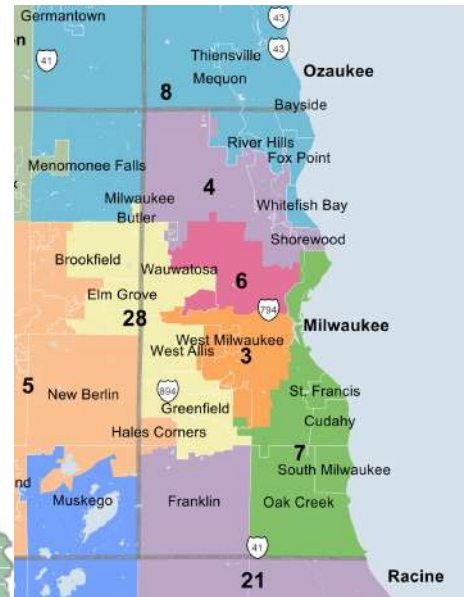 Germantown
43
n
41
43
Thiensville
Mequon
Ozaukee
8
Bayside
River Hills
Fox Point
Menomonee Falls
4
Milwaukee
Butler
Whitefish Bay
Shorewood
Brookfield
Wauwatosa
6
Elm Grove
794
28
Milwaukee
West Milwaukee
West Allis
3
5
New Berlin
894
St. Francis
Greenfield
Cudahy
Hales Corners
7
South Milwaukee
nd
Muskego
Franklin
Oak Creek
41
21
Racine